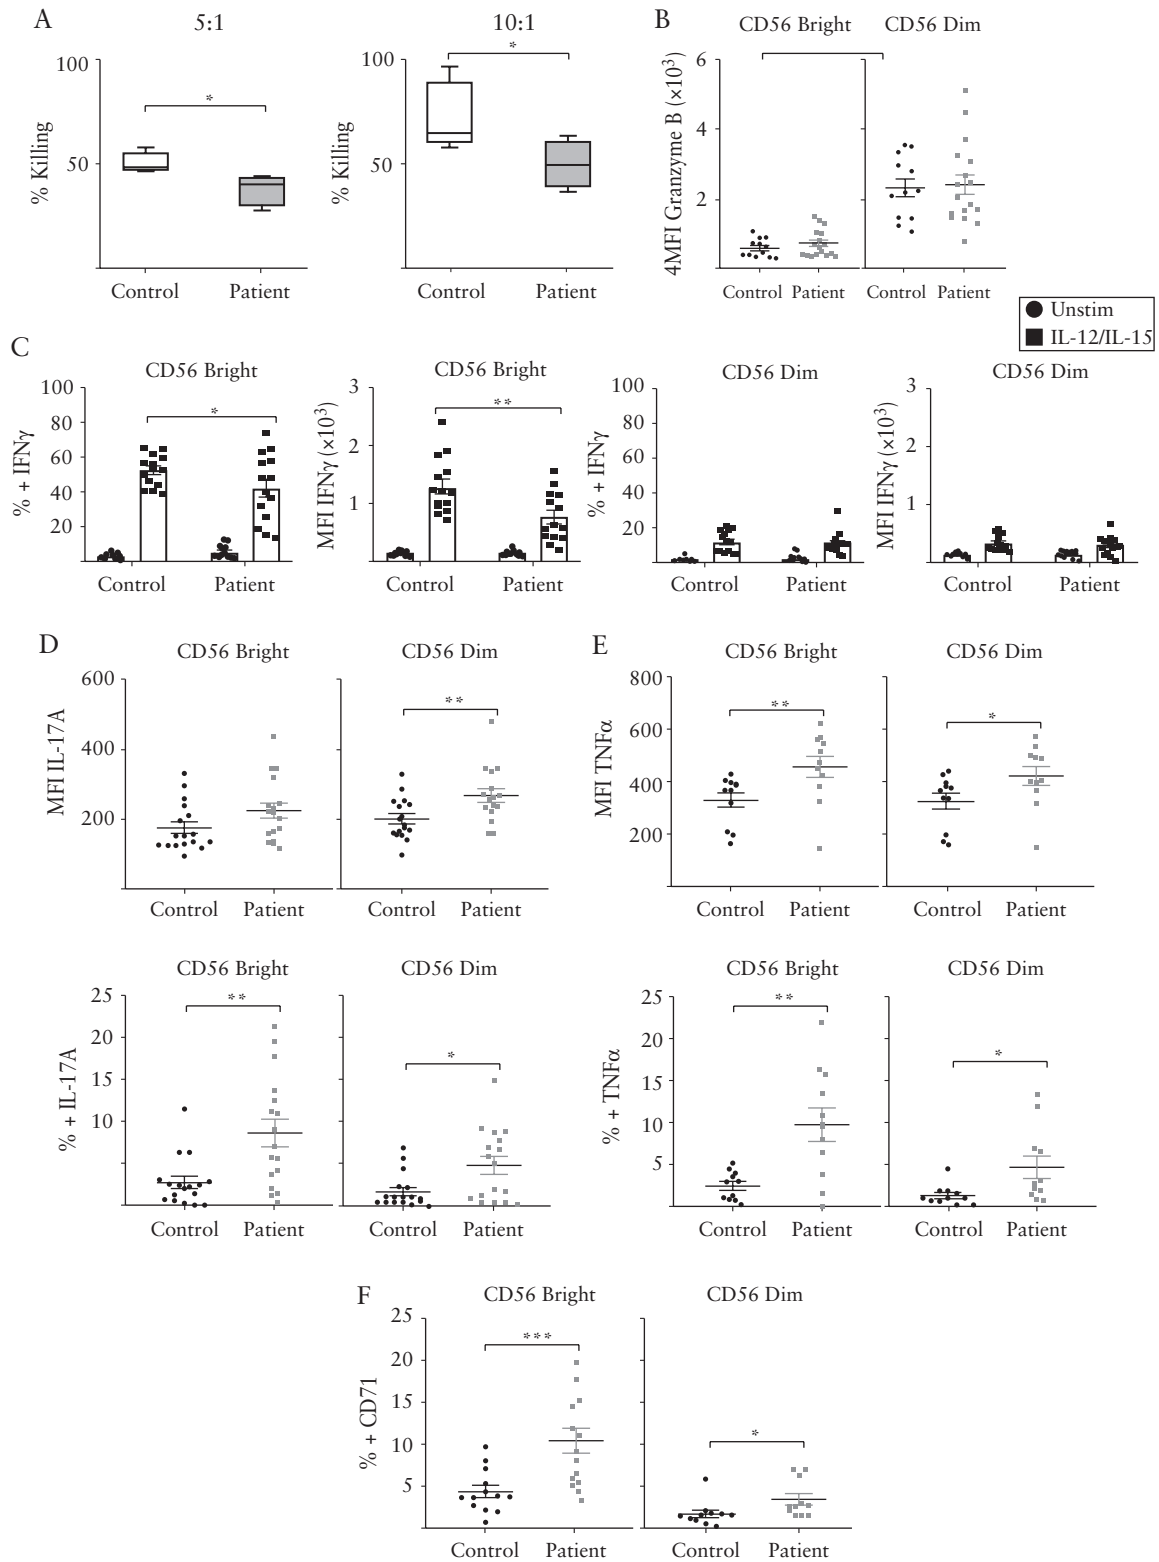 A
5:1
10:1
% Killing
100
50
*
Control
Patient
% Killing
100
50
*
Control
Patient
B
CD56 Bright
CD56 Dim
4MFI Granzyme B (×10³)
6
4
2
Control
Patient
Control
Patient
Unstim
IL-12/IL-15
C
CD56 Bright
% + IFNγ
100
80
60
40
20
*
Control
Patient
CD56 Bright
MFI IFNγ (×10³)
3
2
1
**
Control
Patient
CD56 Dim
% + IFNγ
100
80
60
40
20
Control
Patient
CD56 Dim
MFI IFNγ (×10³)
3
2
1
Control
Patient
D
CD56 Bright
CD56 Dim
MFI IL-17A
600
400
200
**
Control
Patient
Control
Patient
E
CD56 Bright
CD56 Dim
MFI TNFα
800
600
400
200
**
*
Control
Patient
Control
Patient
CD56 Bright
CD56 Dim
% + IL-17A
25
20
15
10
5
**
*
Control
Patient
Control
Patient
CD56 Bright
CD56 Dim
% + TNFα
25
20
15
10
5
**
*
Control
Patient
Control
Patient
F
CD56 Bright
CD56 Dim
% + CD71
25
20
15
10
5
***
*
Control
Patient
Control
Patient